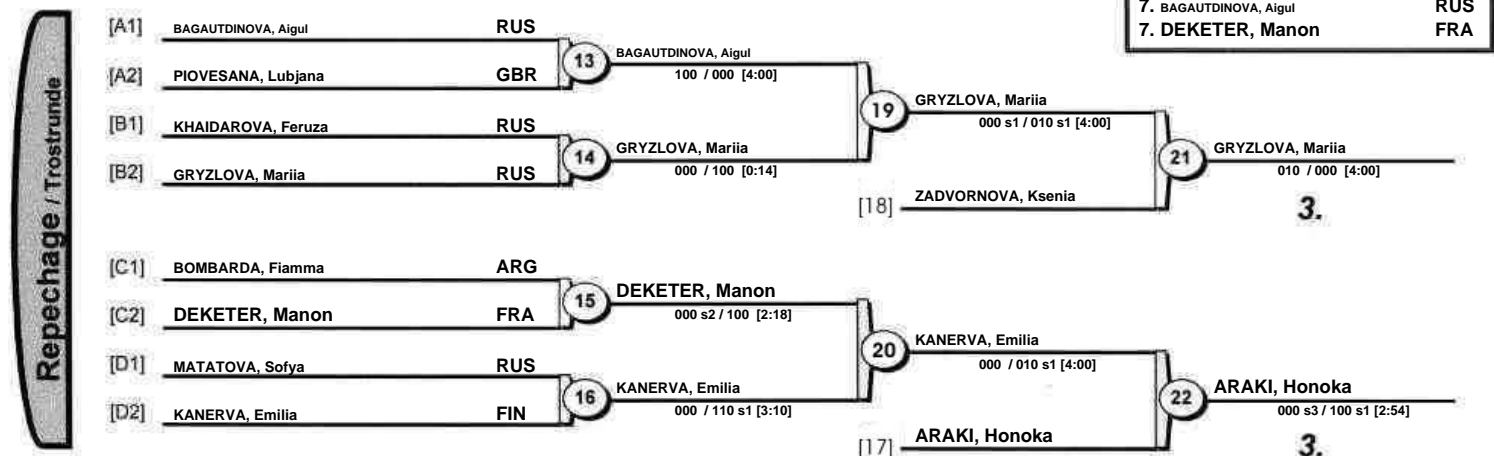 7. BAGAUTDINOVA, Aigul RUS
7. DEKETER, Manon FRA
Repechage / Trostrunde
[A1] BAGAUTDINOVA, Aigul RUS
13 BAGAUTDINOVA, Aigul
100 / 000 [4:00]
[A2] PIOVESANA, Lubjana GBR
19 GRYZLOVA, Mariia
000 s1 / 010 s1 [4:00]
[B1] KHAIDAROVA, Feruza RUS
14 GRYZLOVA, Mariia
000 / 100 [0:14]
21 GRYZLOVA, Mariia
010 / 000 [4:00]
[B2] GRYZLOVA, Mariia RUS
[18] ZADVORNOVA, Ksenia
3.
[C1] BOMBARDA, Fiamma ARG
15 DEKETER, Manon
000 s2 / 100 [2:18]
[C2] DEKETER, Manon FRA
20 KANERVA, Emilia
000 / 010 s1 [4:00]
[D1] MATATOVA, Sofya RUS
16 KANERVA, Emilia
000 / 110 s1 [3:10]
22 ARAKI, Honoka
000 s3 / 100 s1 [2:54]
[D2] KANERVA, Emilia FIN
[17] ARAKI, Honoka
3.